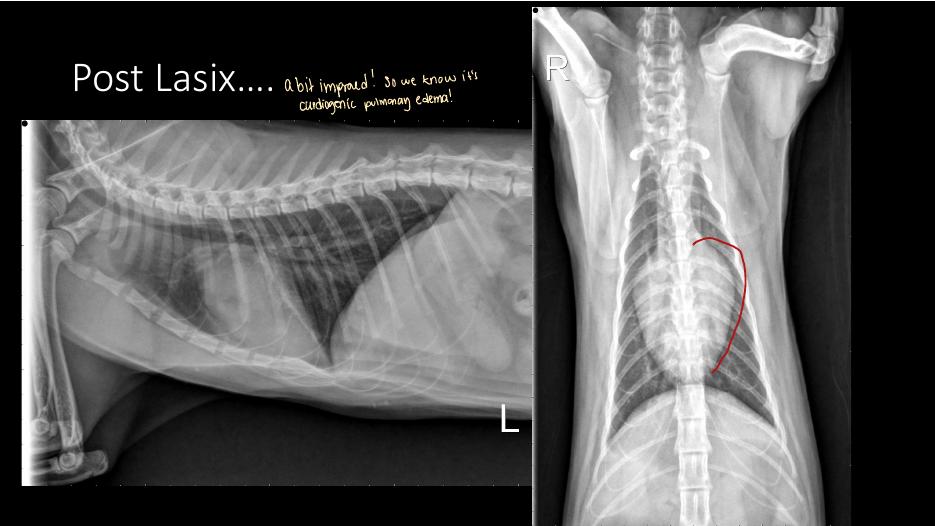 Post Lasix....
A bit improved! So we know it's
cardiogenic pulmonary edema!
R
L